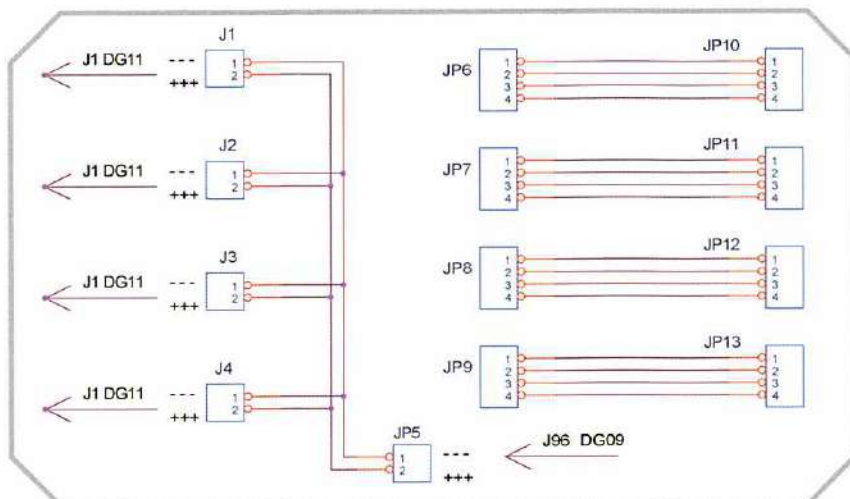 J1
J1 DG11 --- 1
+++ 2
J2
J1 DG11 --- 1
+++ 2
J3
J1 DG11 --- 1
+++ 2
J4
J1 DG11 --- 1
+++ 2
JP5
1 --- J96 DG09
2 +++
JP6 JP10
1 1
2 2
3 3
4 4
JP7 JP11
1 1
2 2
3 3
4 4
JP8 JP12
1 1
2 2
3 3
4 4
JP9 JP13
1 1
2 2
3 3
4 4